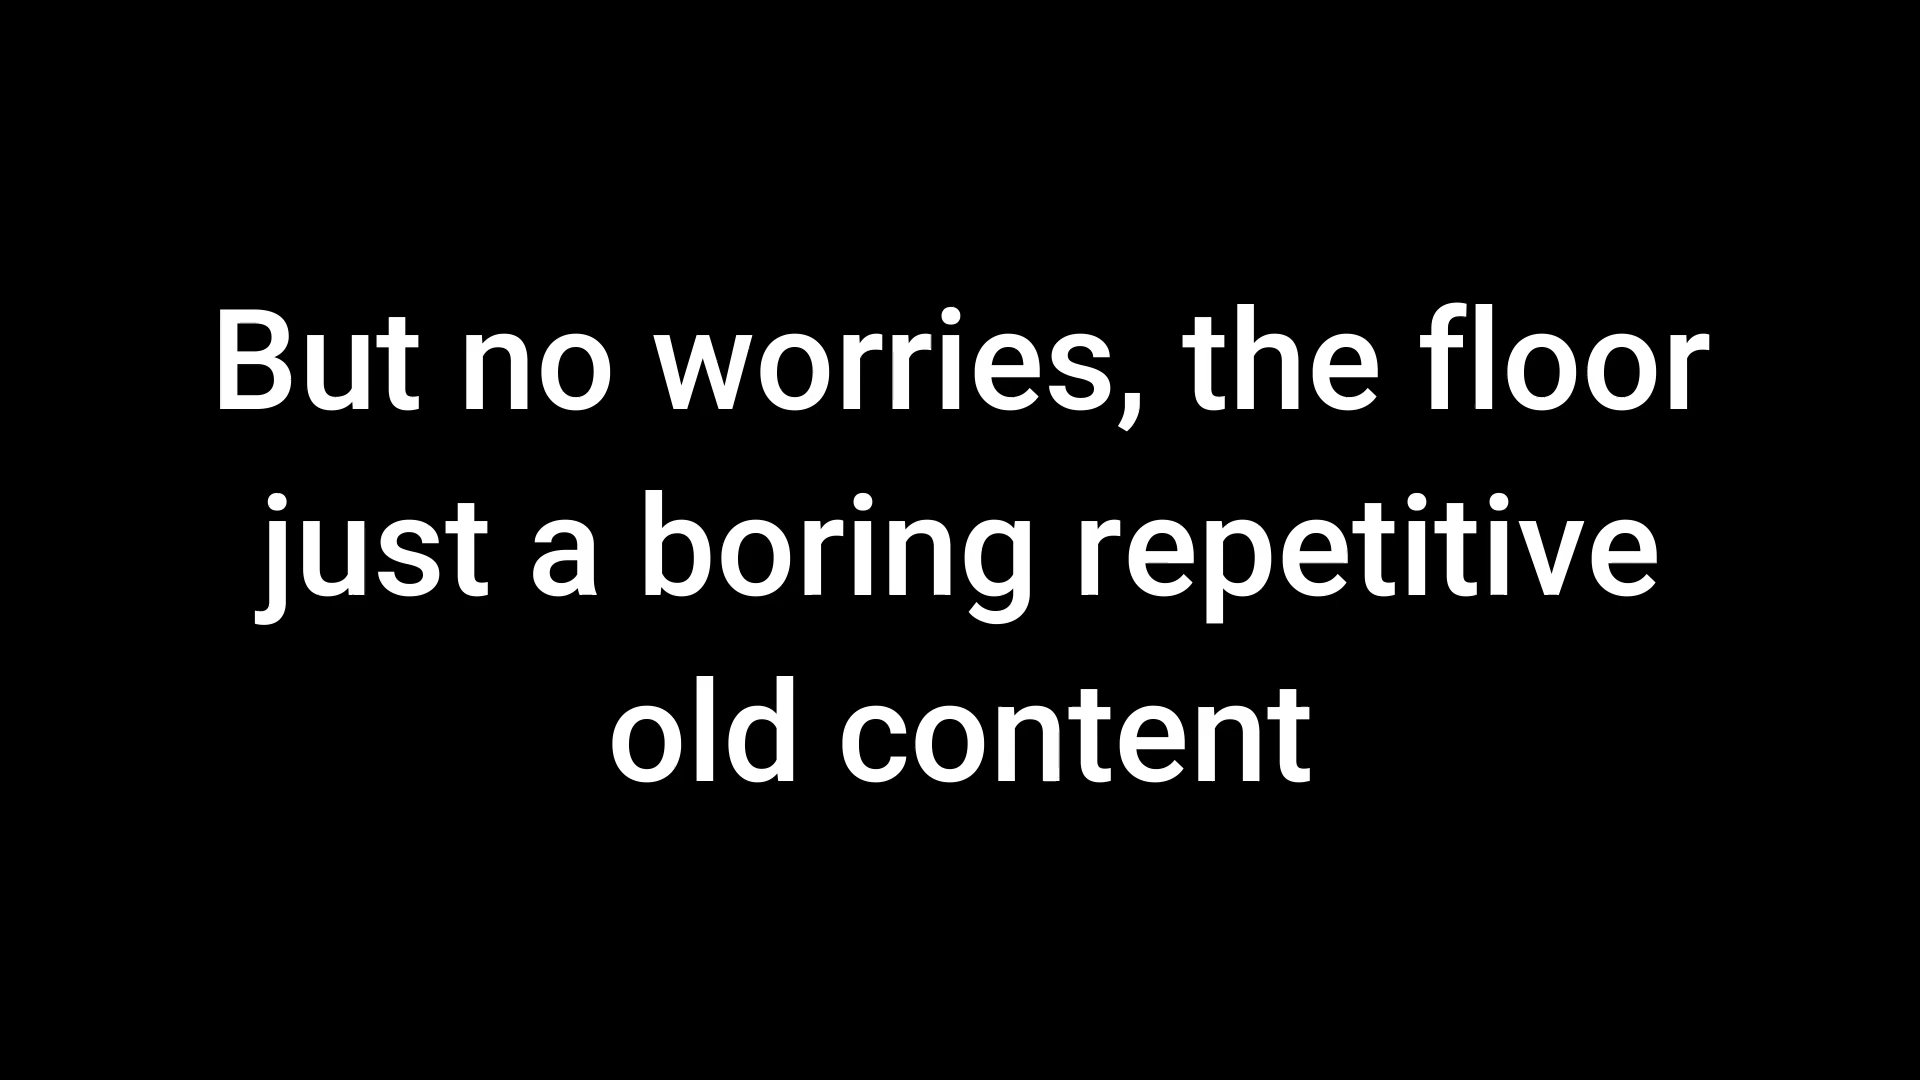 But no worries, the floor
just a boring repetitive
old content